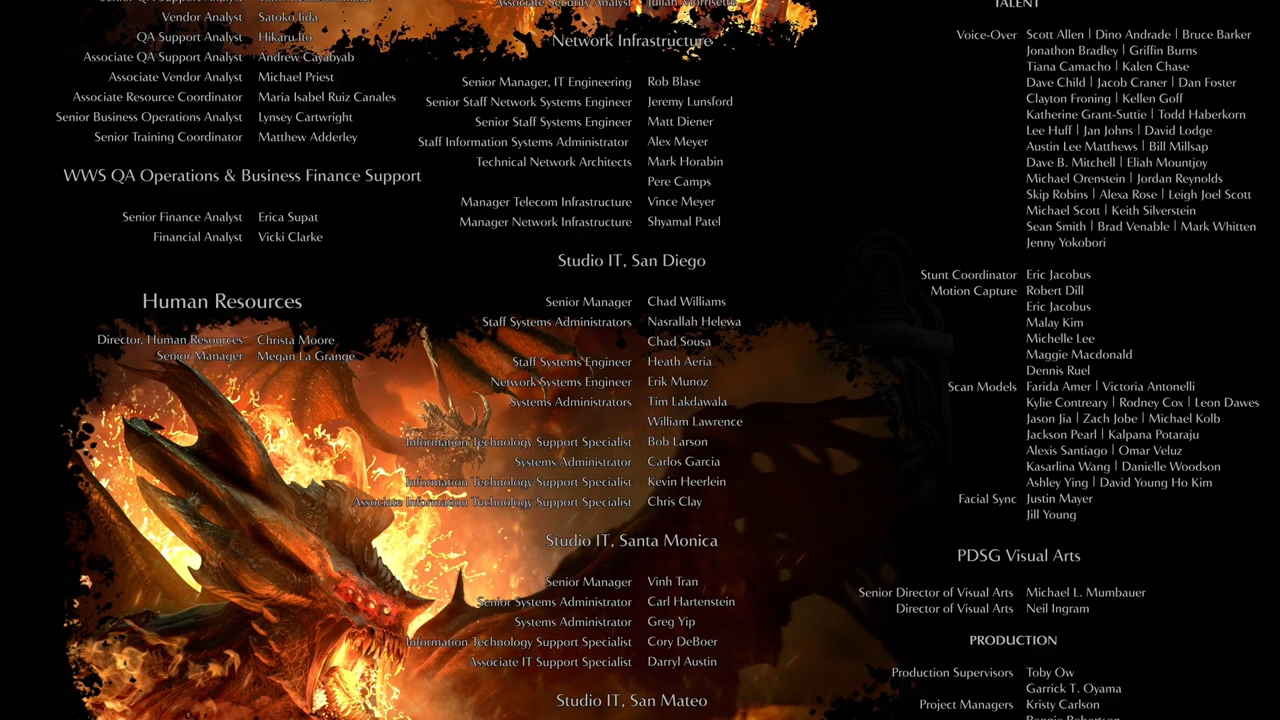 Vendor Analyst Satoko Iida
QA Support Analyst Hikaru Ito
Associate QA Support Analyst Andrew Cayabyab
Associate Vendor Analyst Michael Priest
Associate Resource Coordinator Maria Isabel Ruiz Canales
Senior Business Operations Analyst Lynsey Cartwright
Senior Training Coordinator Matthew Adderley
WWS QA Operations & Business Finance Support
Senior Finance Analyst Erica Supat
Financial Analyst Vicki Clarke
Human Resources
Director, Human Resources Christa Moore
Senior Manager Megan La Grange
Associate Security Analyst Julian Morrisette
Network Infrastructure
Senior Manager, IT Engineering Rob Blase
Senior Staff Network Systems Engineer Jeremy Lunsford
Senior Staff Systems Engineer Matt Diener
Staff Information Systems Administrator Alex Meyer
Technical Network Architects Mark Horabin
Pere Camps
Manager Telecom Infrastructure Vince Meyer
Manager Network Infrastructure Shyamal Patel
Studio IT, San Diego
Senior Manager Chad Williams
Staff Systems Administrators Nasrallah Helewa
Chad Sousa
Staff Systems Engineer Heath Aeria
Network Systems Engineer Erik Munoz
Systems Administrators Tim Lakdawala
William Lawrence
Information Technology Support Specialist Bob Larson
Systems Administrator Carlos Garcia
Information Technology Support Specialist Kevin Heerlein
Associate Information Technology Support Specialist Chris Clay
Studio IT, Santa Monica
Senior Manager Vinh Tran
Senior Systems Administrator Carl Hartenstein
Systems Administrator Greg Yip
Information Technology Support Specialist Cory DeBoer
Associate IT Support Specialist Darryl Austin
Studio IT, San Mateo
TALENT
Voice-Over Scott Allen | Dino Andrade | Bruce Barker
Jonathon Bradley | Griffin Burns
Tiana Camacho | Kalen Chase
Dave Child | Jacob Craner | Dan Foster
Clayton Froning | Kellen Goff
Katherine Grant-Suttie | Todd Haberkorn
Lee Huff | Jan Johns | David Lodge
Austin Lee Matthews | Bill Millsap
Dave B. Mitchell | Eliah Mountjoy
Michael Orenstein | Jordan Reynolds
Skip Robins | Alexa Rose | Leigh Joel Scott
Michael Scott | Keith Silverstein
Sean Smith | Brad Venable | Mark Whitten
Jenny Yokobori
Stunt Coordinator Eric Jacobus
Motion Capture Robert Dill
Eric Jacobus
Malay Kim
Michelle Lee
Maggie Macdonald
Dennis Ruel
Scan Models Farida Amer | Victoria Antonelli
Kylie Contreary | Rodney Cox | Leon Dawes
Jason Jia | Zach Jobe | Michael Kolb
Jackson Pearl | Kalpana Potaraju
Alexis Santiago | Omar Veluz
Kasarlina Wang | Danielle Woodson
Ashley Ying | David Young Ho Kim
Facial Sync Justin Mayer
Jill Young
PDSG Visual Arts
Senior Director of Visual Arts Michael L. Mumbauer
Director of Visual Arts Neil Ingram
PRODUCTION
Production Supervisors Toby Ow
Garrick T. Oyama
Project Managers Kristy Carlson